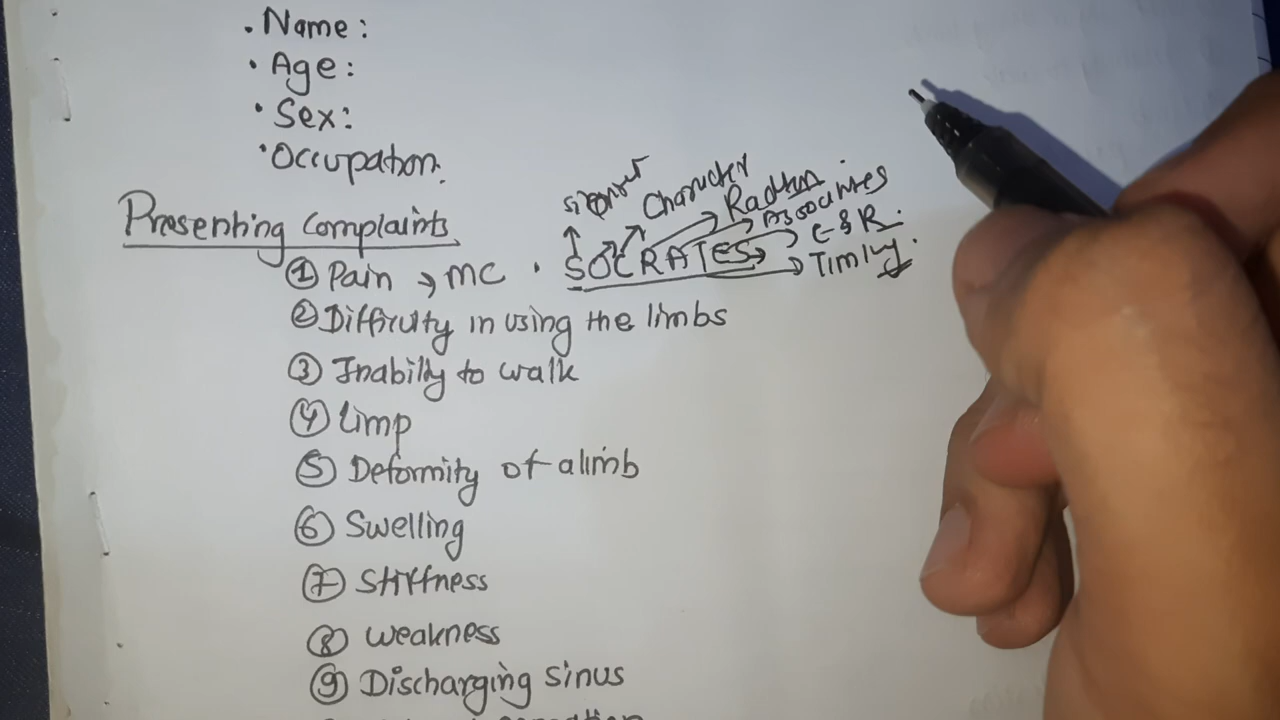 • Name :
• Age :
• Sex :
• Occupation.
Presenting Complaints
① Pain → MC • SOCRATES
Site onset
Character
Radtun
Associates
E & R.
Timing.
② Difficulty in using the limbs
③ Inability to walk
④ Limp
⑤ Deformity of a limb
⑥ Swelling
⑦ Stiffness
⑧ Weakness
⑨ Discharging sinus